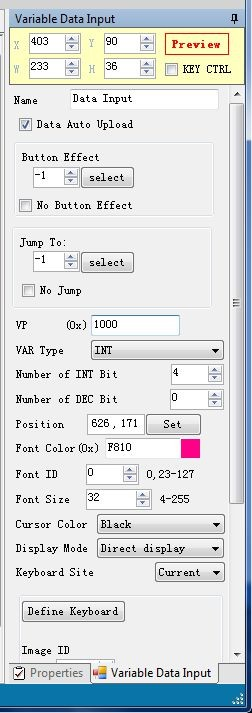 Variable Data Input
X 403 Y 90 Preview
W 233 H 36 KEY CTRL
Name Data Input
Data Auto Upload
Button Effect
-1 select
No Button Effect
Jump To:
-1 select
No Jump
VP (0x) 1000
VAR Type INT
Number of INT Bit 4
Number of DEC Bit 0
Position 626 , 171 Set
Font Color(0x) F810
Font ID 0 0,23-127
Font Size 32 4-255
Cursor Color Black
Display Mode Direct display
Keyboard Site Current
Define Keyboard
Image ID
Properties Variable Data Input